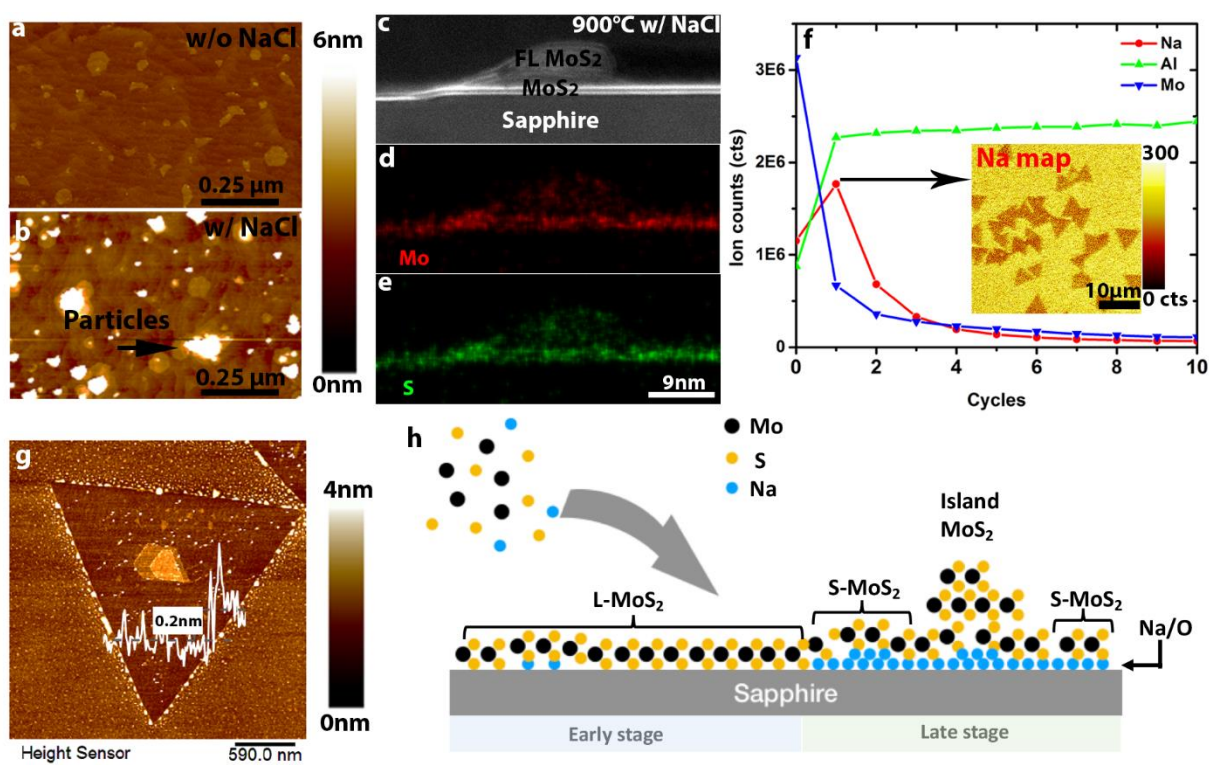 a
w/o NaCl
0.25 µm
b
w/ NaCl
Particles
0.25 µm
6nm
0nm
c
900°C w/ NaCl
FL MoS2
MoS2
Sapphire
d
Mo
e
S
9nm
f
Na
Al
Mo
3E6
2E6
1E6
0
Ion counts (cts)
0 2 4 6 8 10
Cycles
Na map
300
0 cts
10µm
g
0.2nm
Height Sensor
590.0 nm
4nm
0nm
h
Mo
S
Na
Island
MoS2
L-MoS2
S-MoS2
S-MoS2
Na/O
Sapphire
Early stage
Late stage